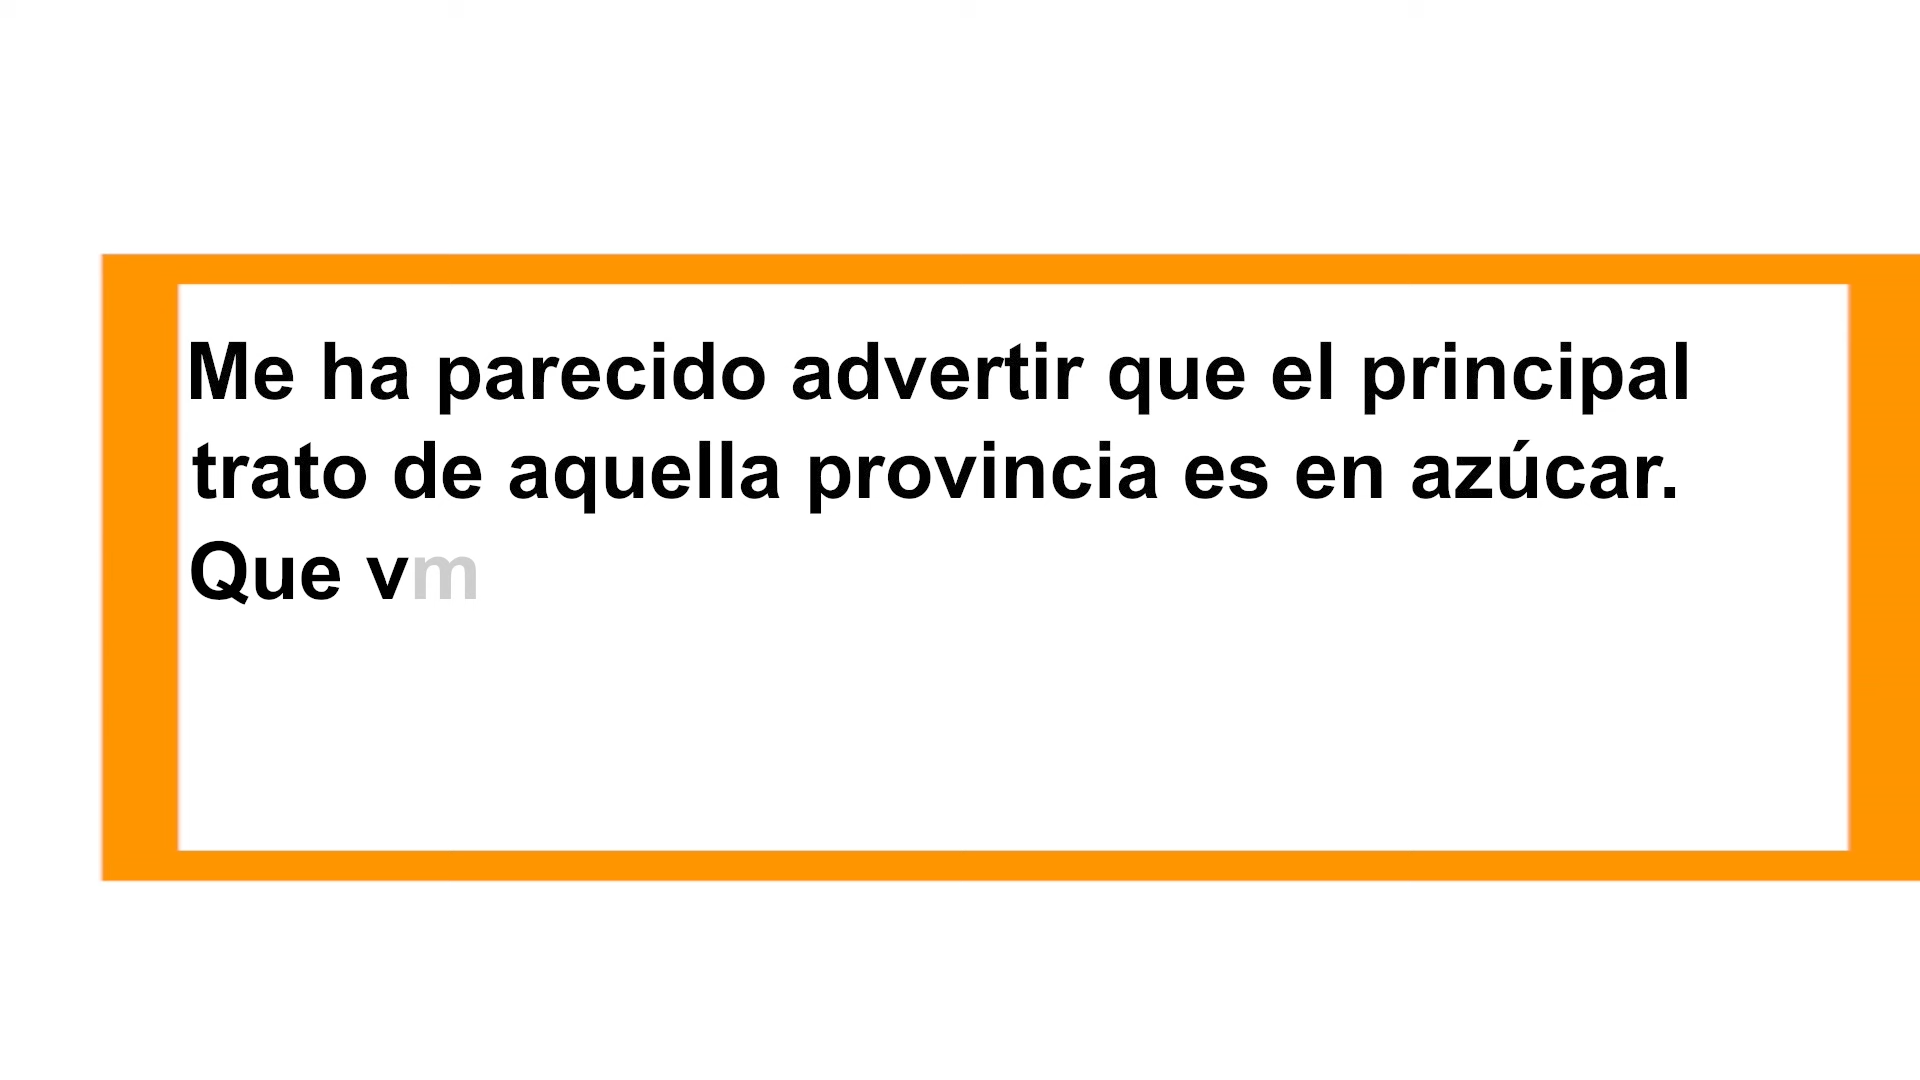 Me ha parecido advertir que el principal
trato de aquella provincia es en azúcar.
Que vm